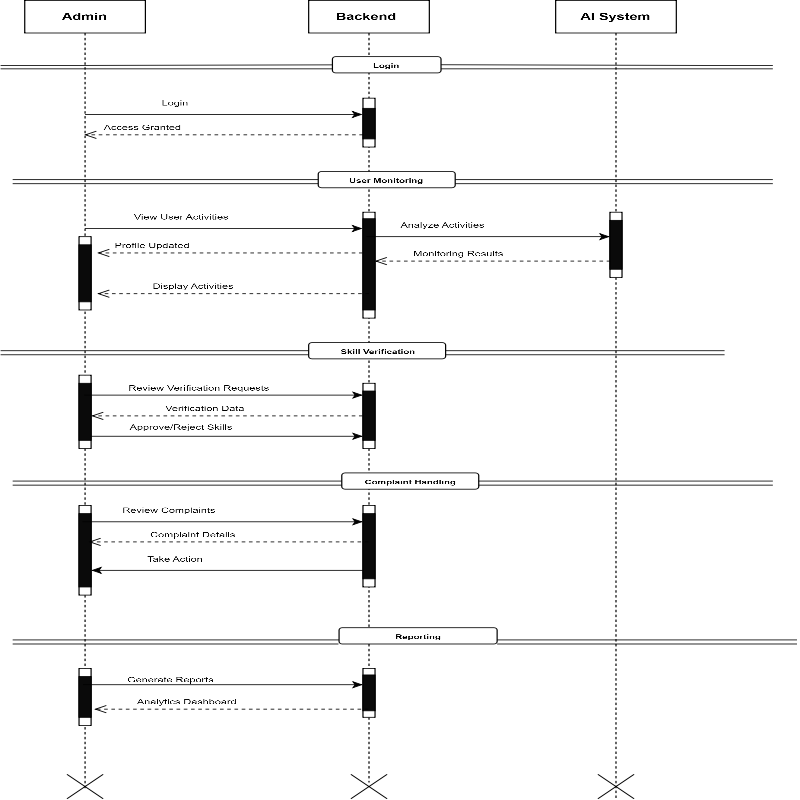 Admin
Backend
AI System
Login
Login
Access Granted
User Monitoring
View User Activities
Analyze Activities
Profile Updated
Monitoring Results
Display Activities
Skill Verification
Review Verification Requests
Verification Data
Approve/Reject Skills
Complaint Handling
Review Complaints
Complaint Details
Take Action
Reporting
Generate Reports
Analytics Dashboard